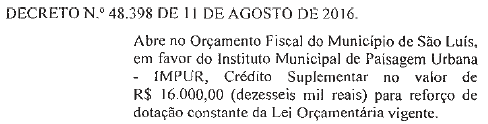 DECRETO N.º 48.398 DE 11 DE AGOSTO DE 2016.
Abre no Orçamento Fiscal do Município de São Luís,
em favor do Instituto Municipal de Paisagem Urbana
- IMPUR, Crédito Suplementar no valor de
R$ 16.000,00 (dezesseis mil reais) para reforço de
dotação constante da Lei Orçamentária vigente.